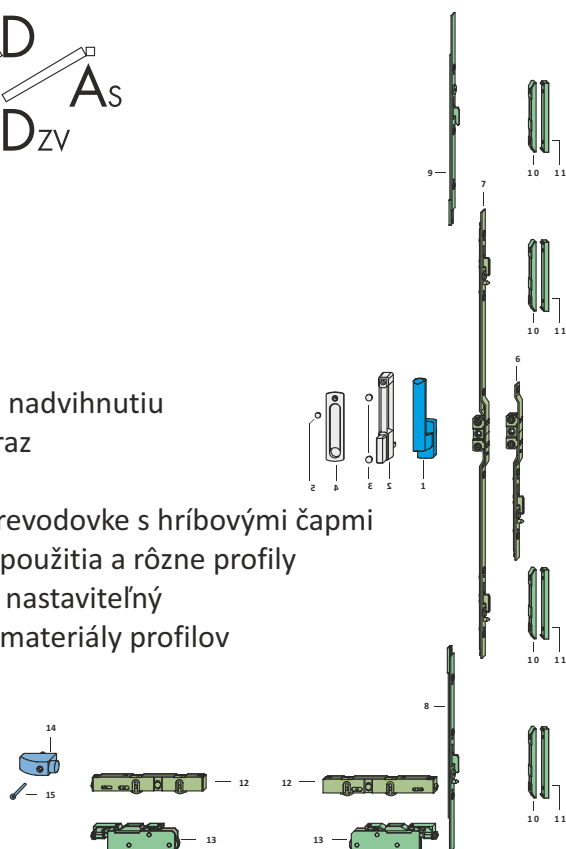 D
As
Dzv
9
10 11
7
10 11
6
nadvihnutiu
raz
5 4 3 2 1
revodovke s hríbovými čapmi
použitia a rôzne profily
nastaviteľný
materiály profilov
10 11
8
14
15
12 12
10 11
13 13